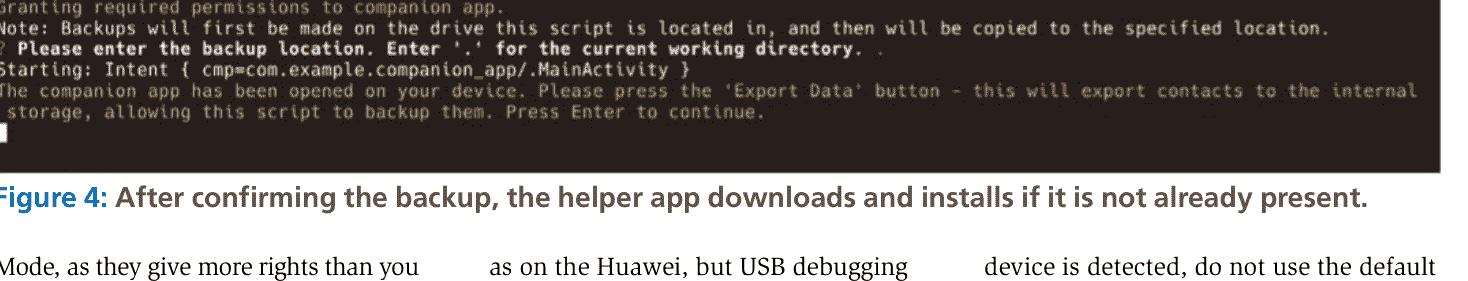 Granting required permissions to companion app.
Note: Backups will first be made on the drive this script is located in, and then will be copied to the specified location.
? Please enter the backup location. Enter '.' for the current working directory. .
Starting: Intent { cmp=com.example.companion_app/.MainActivity }
The companion app has been opened on your device. Please press the 'Export Data' button - this will export contacts to the internal
storage, allowing this script to backup them. Press Enter to continue.
Figure 4: After confirming the backup, the helper app downloads and installs if it is not already present.
Mode, as they give more rights than you
as on the Huawei, but USB debugging
device is detected, do not use the default